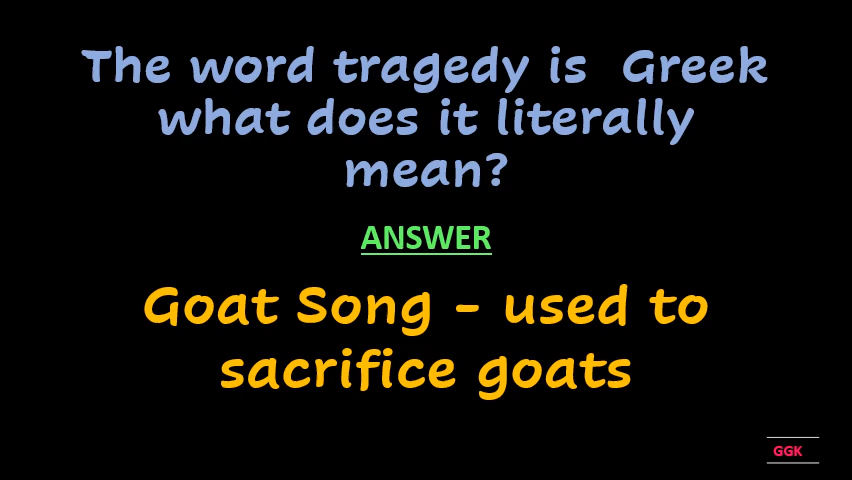 The word tragedy is  Greek
what does it literally
mean?
ANSWER
Goat Song - used to
sacrifice goats
GGK